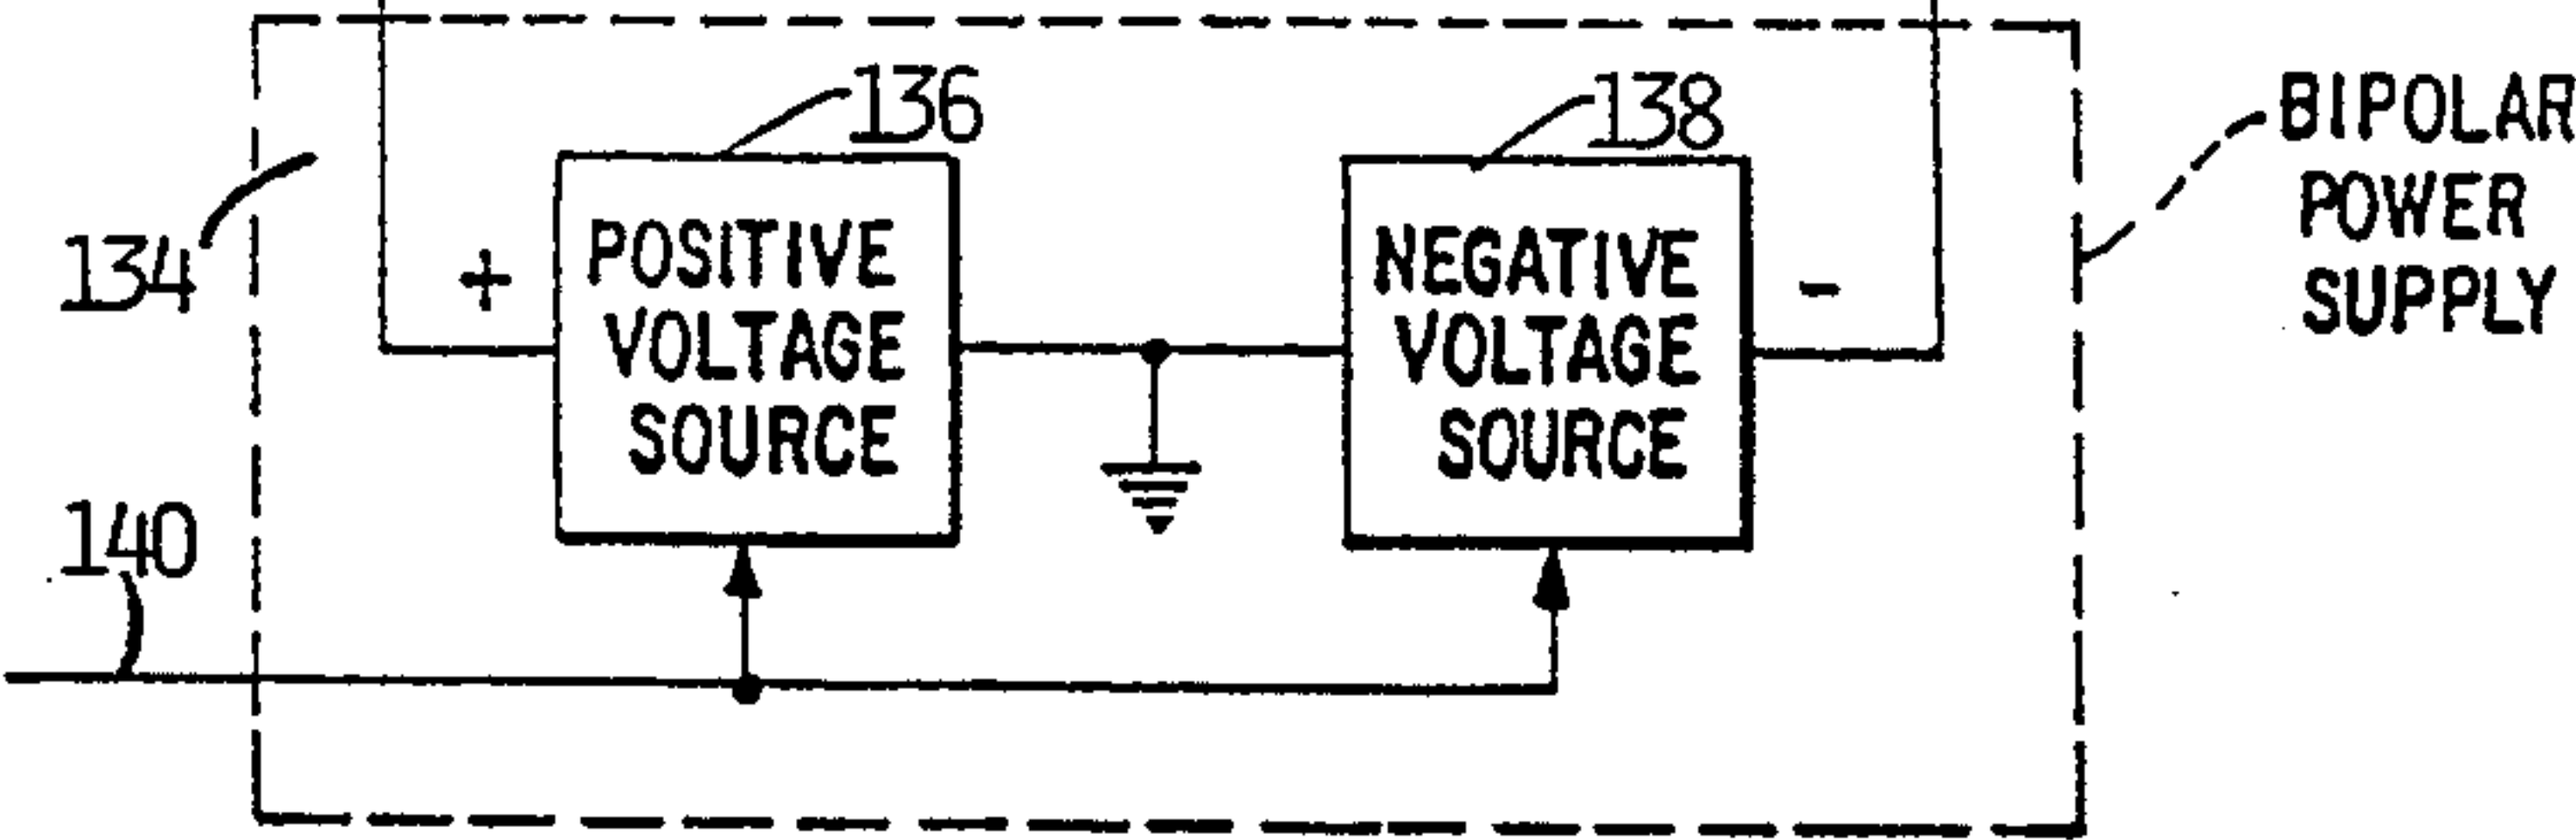 136
138
BIPOLAR
POWER
SUPPLY
134
+
POSITIVE
VOLTAGE
SOURCE
NEGATIVE
VOLTAGE
SOURCE
-
140